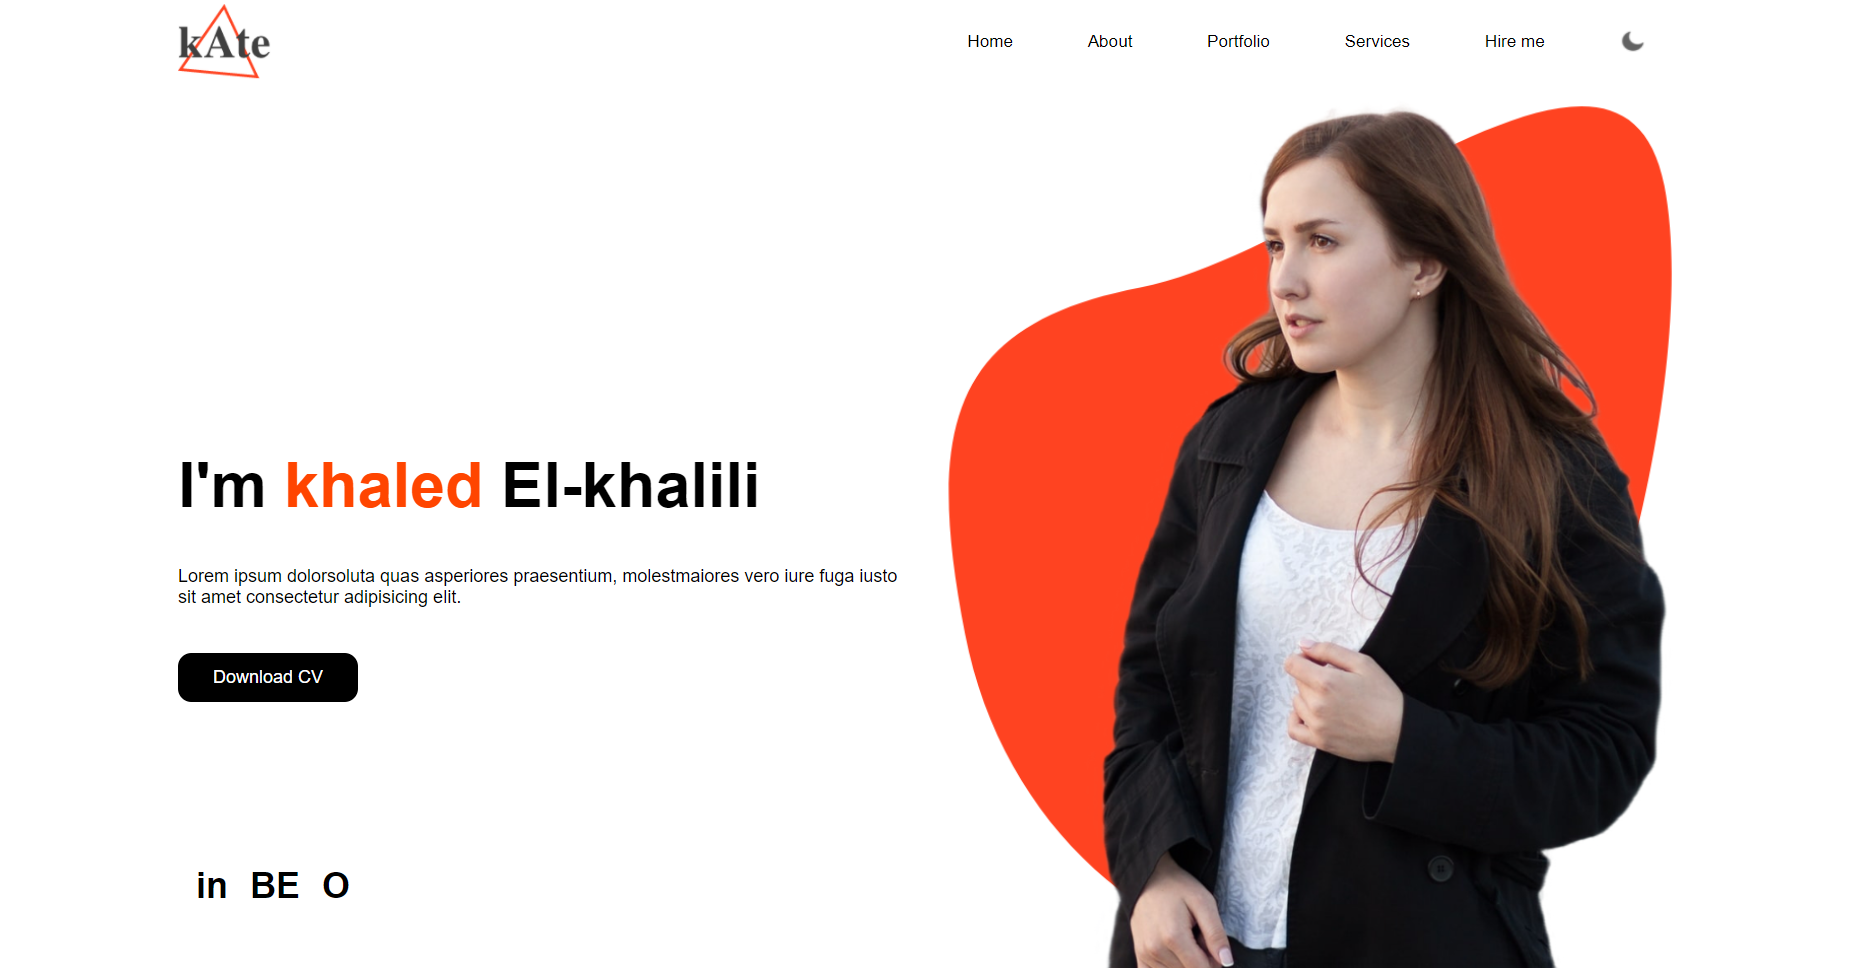 kAte
Home About Portfolio Services Hire me
I'm khaled El-khalili
Lorem ipsum dolorsoluta quas asperiores praesentium, molestmaiores vero iure fuga iusto
sit amet consectetur adipisicing elit.
Download CV
in BE O